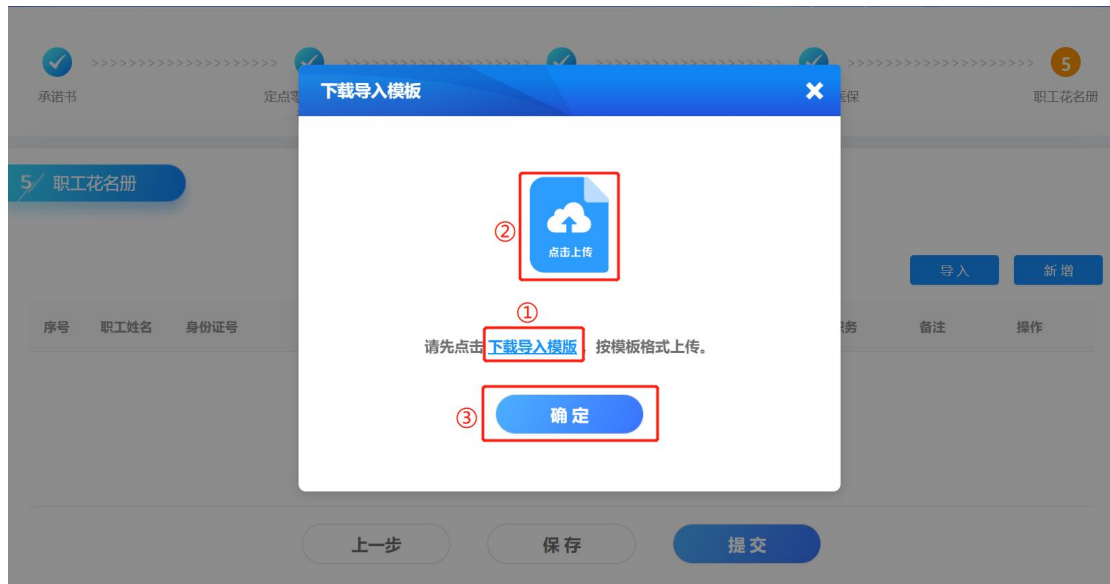 >>>>>>>>>>>>>>>>>>>> >>>>>>>>>>>>>>>>>>>> >>>>>>>>>>>>>>>>>>>> >>>>>>>>>>>>>>>>>>>> 5
承诺书 定点零 医保 职工花名册
下载导入模板
5/ 职工花名册
②
点击上传
导入 新增
①
序号 职工姓名 身份证号 职务 备注 操作
请先点击 下载导入模版 按模板格式上传。
③ 确定
上一步 保存 提交